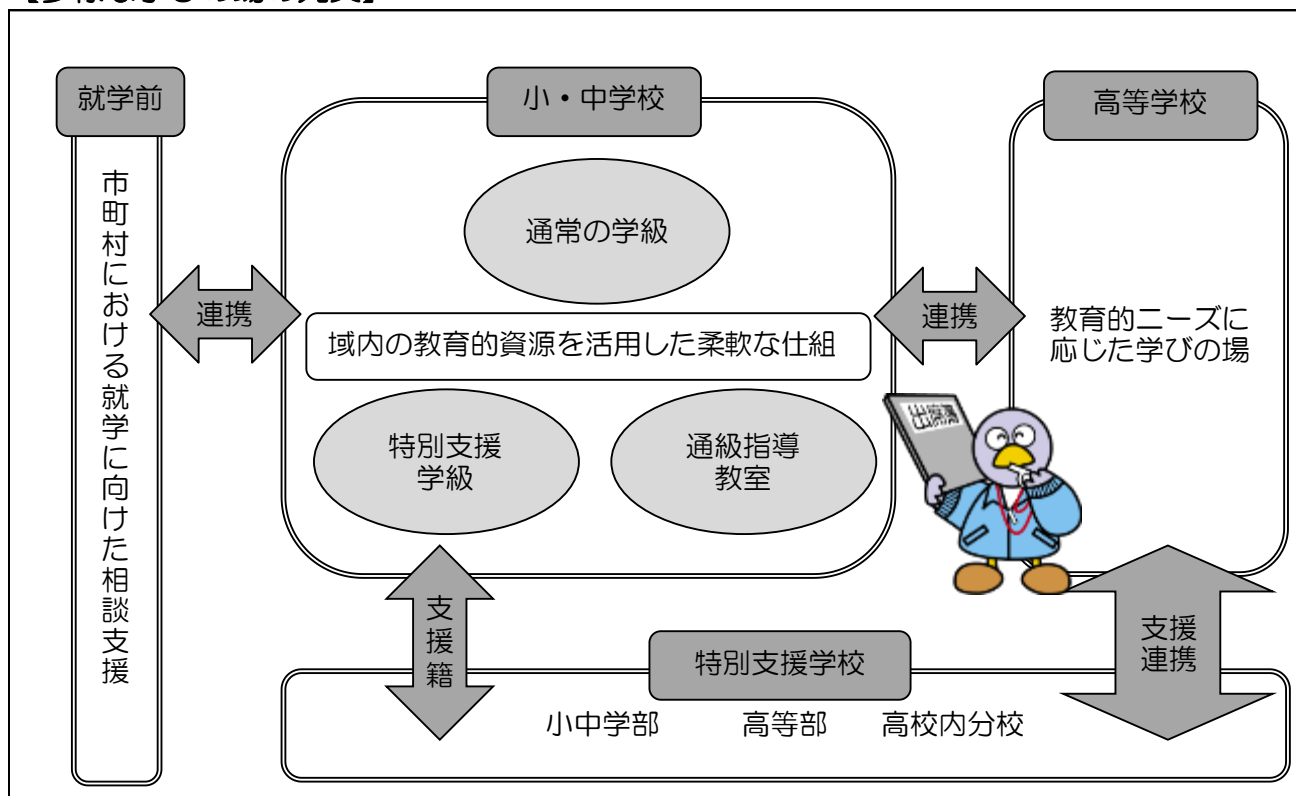 就学前
市町村における就学に向けた相談支援
連携
小・中学校
通常の学級
域内の教育的資源を活用した柔軟な仕組
特別支援
学級
通級指導
教室
連携
高等学校
教育的ニーズに
応じた学びの場
出席簿
支援籍
支援
連携
特別支援学校
小中学部 高等部 高校内分校